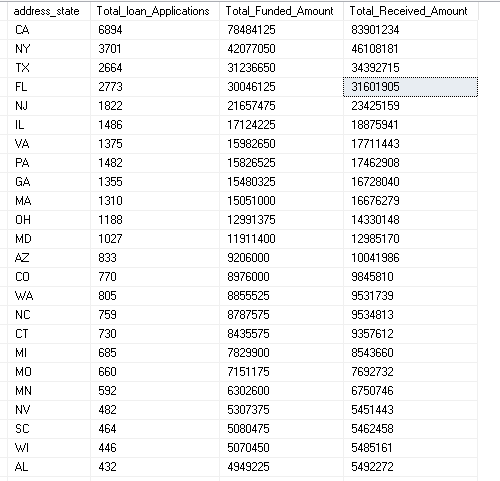 address_state Total_loan_Applications Total_Funded_Amount Total_Received_Amount
CA 6894 78484125 83901234
NY 3701 42077050 46108181
TX 2664 31236650 34392715
FL 2773 30046125 31601905
NJ 1822 21657475 23425159
IL 1486 17124225 18875941
VA 1375 15982650 17711443
PA 1482 15826525 17462908
GA 1355 15480325 16728040
MA 1310 15051000 16676279
OH 1188 12991375 14330148
MD 1027 11911400 12985170
AZ 833 9206000 10041986
CO 770 8976000 9845810
WA 805 8855525 9531739
NC 759 8787575 9534813
CT 730 8435575 9357612
MI 685 7829900 8543660
MO 660 7151175 7692732
MN 592 6302600 6750746
NV 482 5307375 5451443
SC 464 5080475 5462458
WI 446 5070450 5485161
AL 432 4949225 5492272